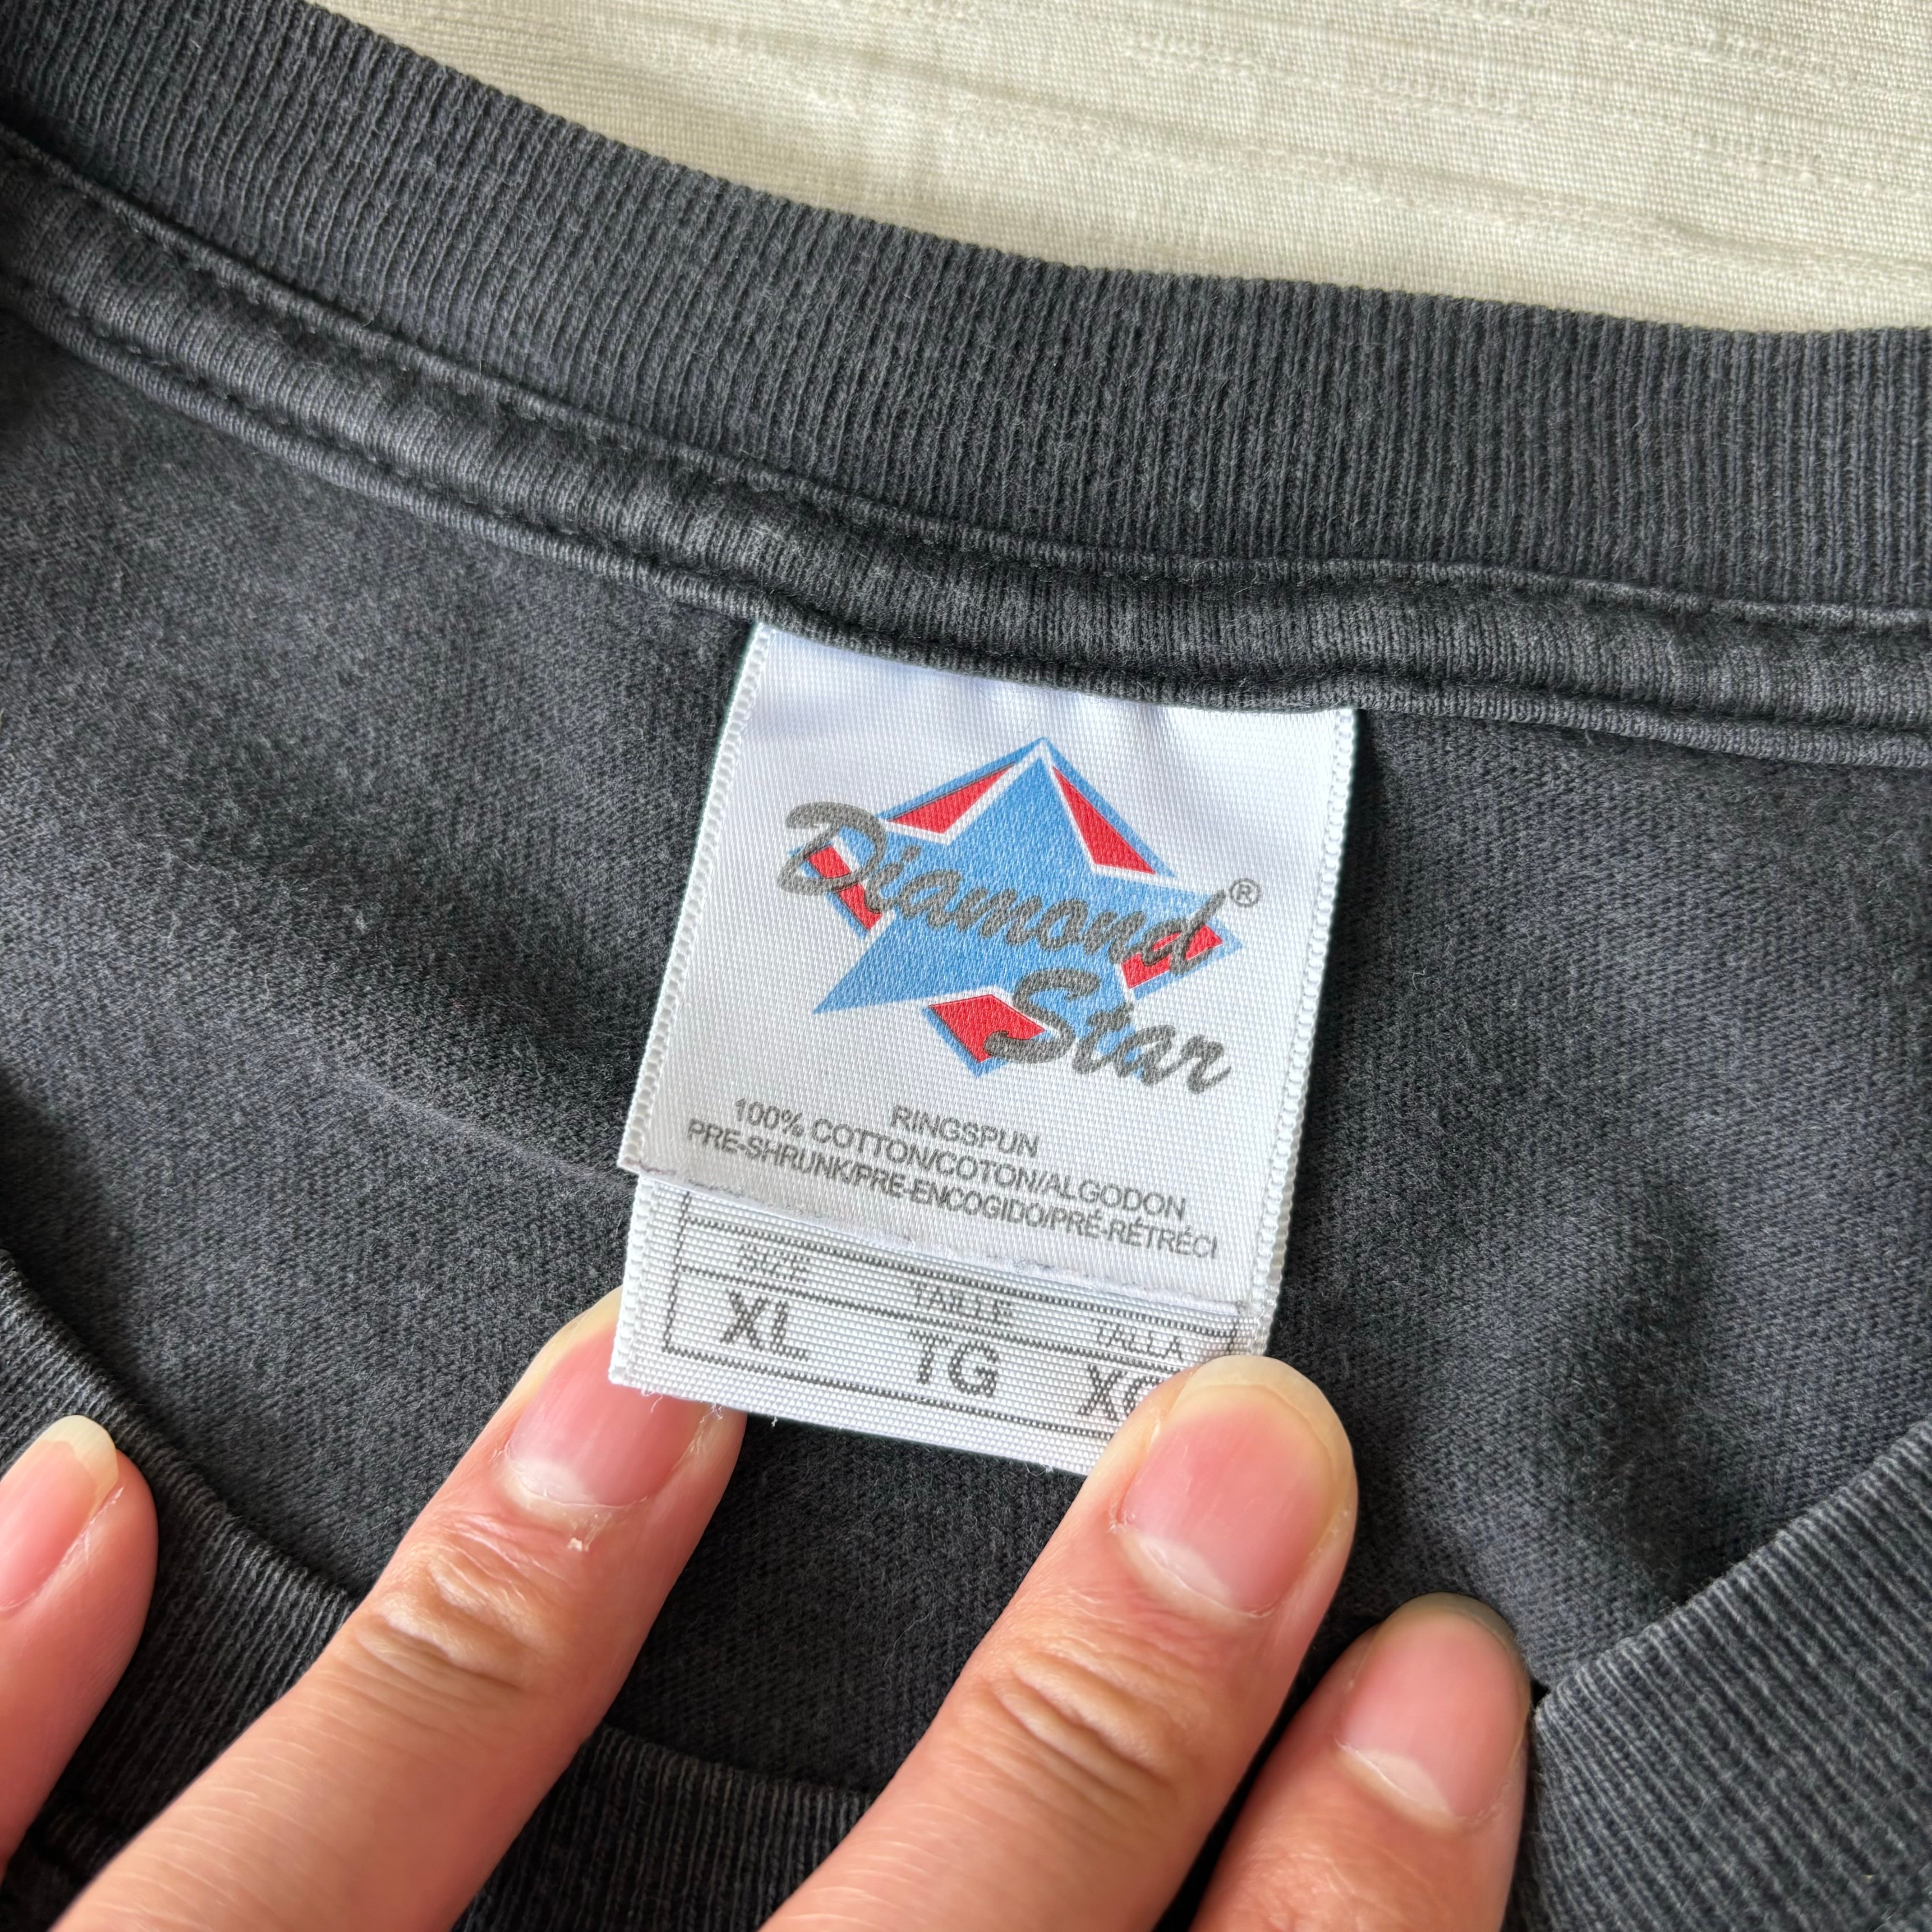 Diamond®
Star
RINGSPUN
100% COTTON/COTON/ALGODON
PRE-SHRUNK/PRE-ENCOGIDO/PRÉ-RÉTRÉCI
SIZE TAILLE TALLA
XL TG